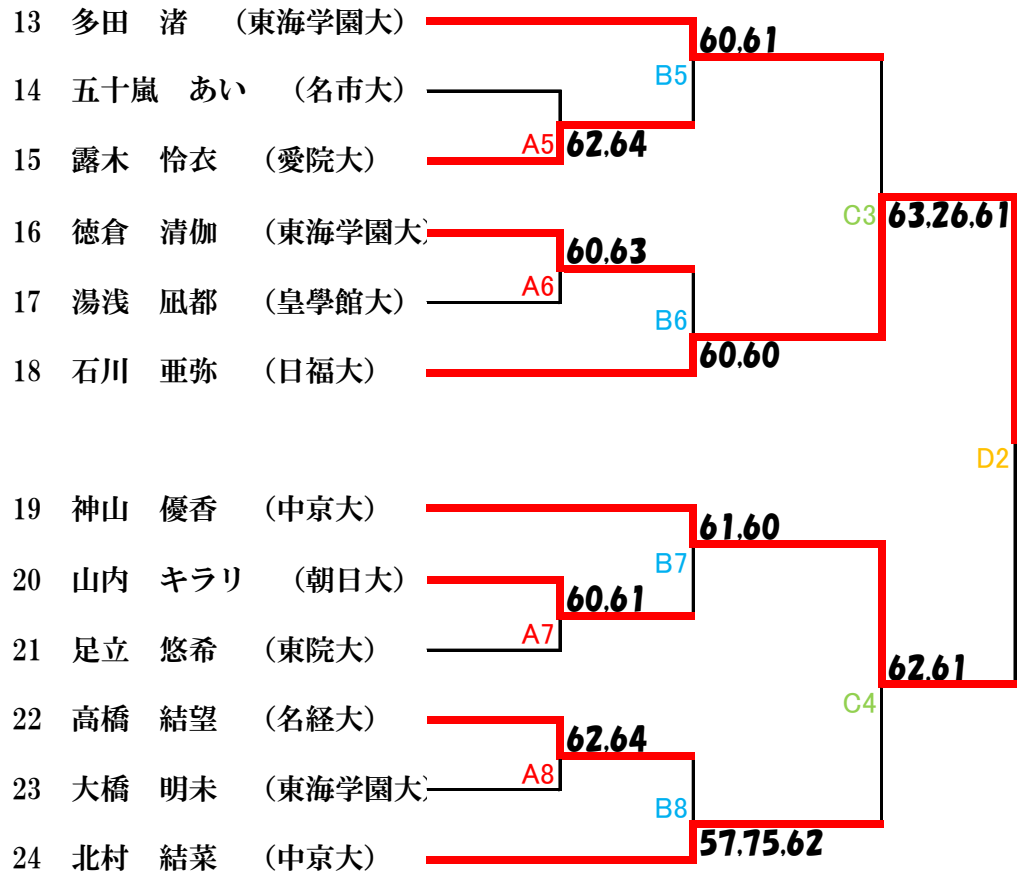 13 多田 渚 （東海学園大）
60,61
B5
14 五十嵐 あい （名市大）
A5 62,64
15 露木 怜衣 （愛院大）
C3 63,26,61
16 徳倉 清伽 （東海学園大）
60,63
A6
17 湯浅 凪都 （皇學館大）
B6
60,60
18 石川 亜弥 （日福大）
D2
19 神山 優香 （中京大）
61,60
B7
20 山内 キラリ （朝日大）
60,61
A7
21 足立 悠希 （東院大）
62,61
C4
22 高橋 結望 （名経大）
62,64
A8
23 大橋 明未 （東海学園大）
B8
57,75,62
24 北村 結菜 （中京大）